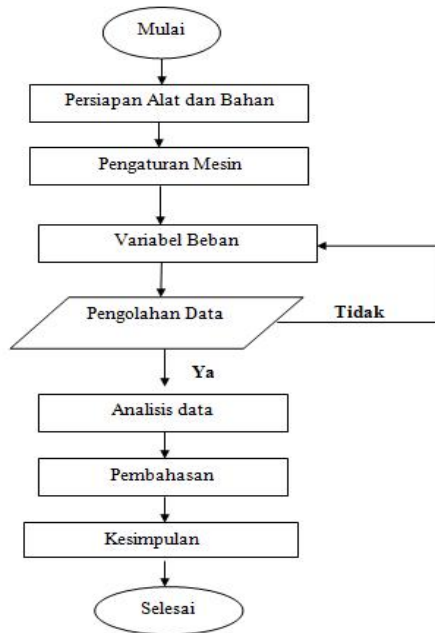 Mulai
Persiapan Alat dan Bahan
Pengaturan Mesin
Variabel Beban
Pengolahan Data
Tidak
Ya
Analisis data
Pembahasan
Kesimpulan
Selesai